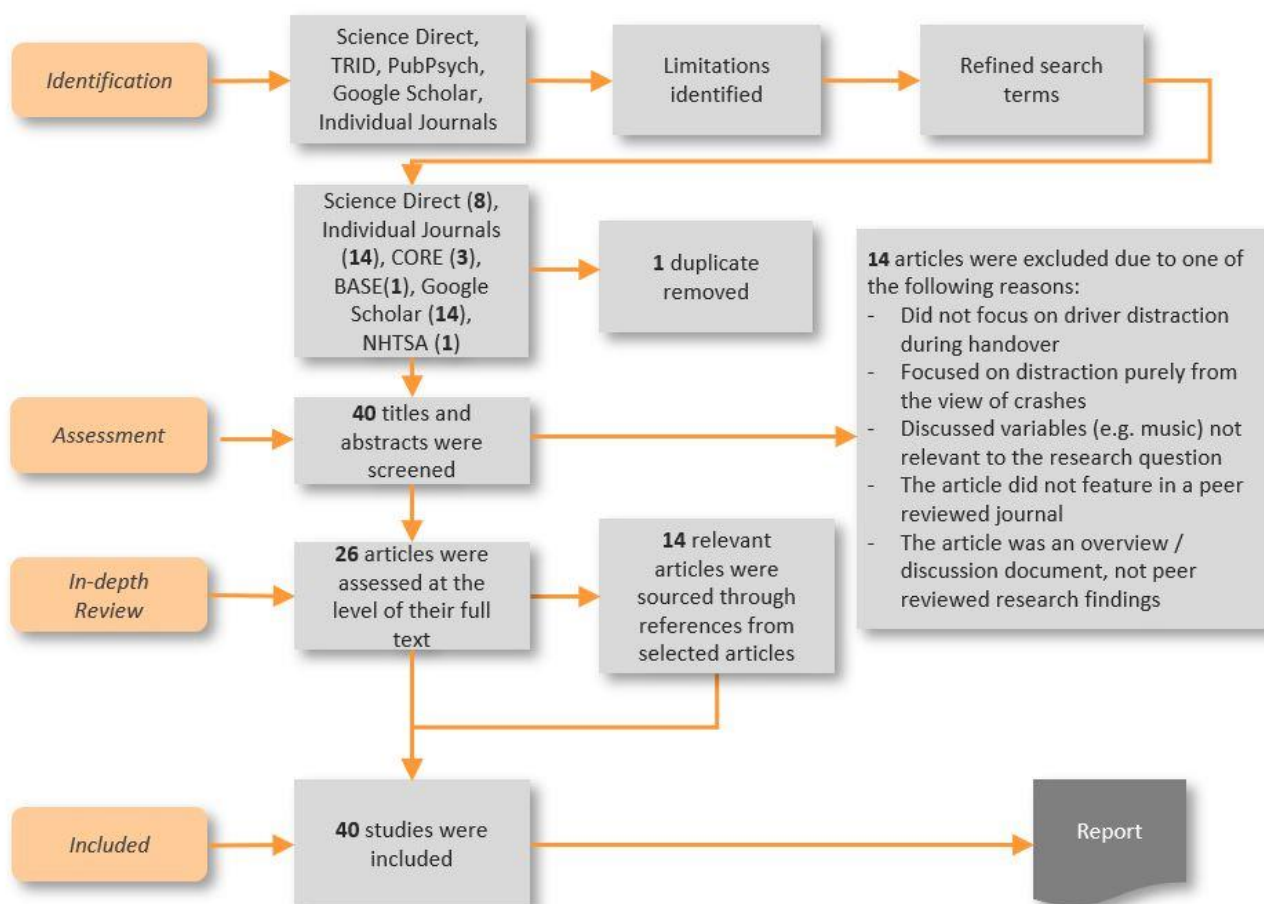 Identification
Science Direct,
TRID, PubPsych,
Google Scholar,
Individual Journals
Limitations
identified
Refined search
terms
Science Direct (8),
Individual Journals
(14), CORE (3),
BASE(1), Google
Scholar (14),
NHTSA (1)
1 duplicate
removed
14 articles were excluded due to one of
the following reasons:
- Did not focus on driver distraction
during handover
- Focused on distraction purely from
the view of crashes
- Discussed variables (e.g. music) not
relevant to the research question
- The article did not feature in a peer
reviewed journal
- The article was an overview /
discussion document, not peer
reviewed research findings
Assessment
40 titles and
abstracts were
screened
In-depth
Review
26 articles were
assessed at the
level of their full
text
14 relevant
articles were
sourced through
references from
selected articles
Included
40 studies were
included
Report